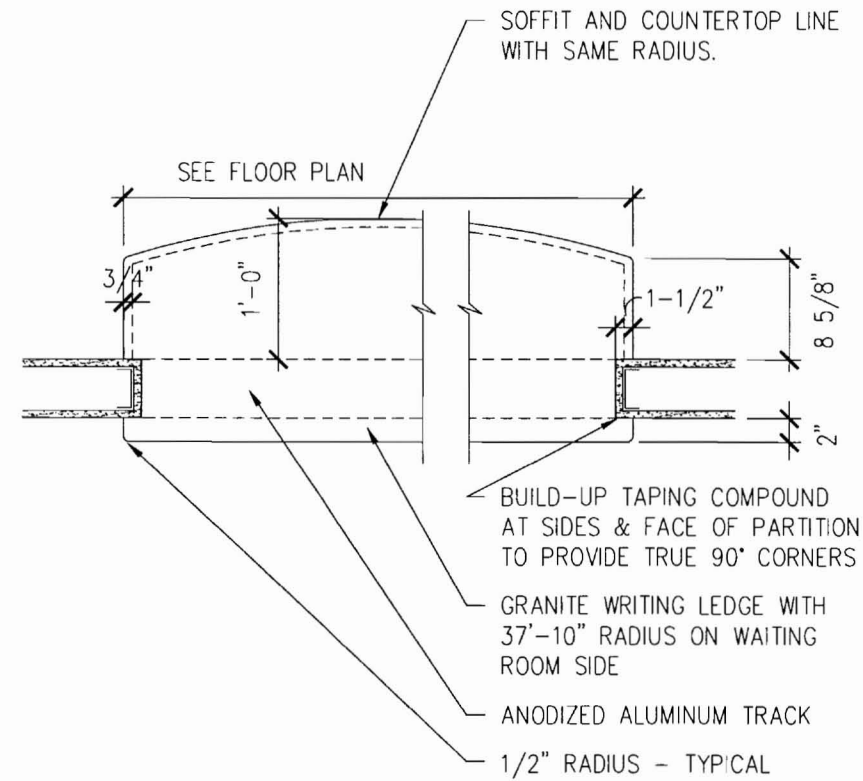 SOFFIT AND COUNTERTOP LINE
WITH SAME RADIUS.
SEE FLOOR PLAN
3/4"
1'-0"
1-1/2"
8 5/8"
2"
BUILD-UP TAPING COMPOUND
AT SIDES & FACE OF PARTITION
TO PROVIDE TRUE 90° CORNERS
GRANITE WRITING LEDGE WITH
37'-10" RADIUS ON WAITING
ROOM SIDE
ANODIZED ALUMINUM TRACK
1/2" RADIUS - TYPICAL